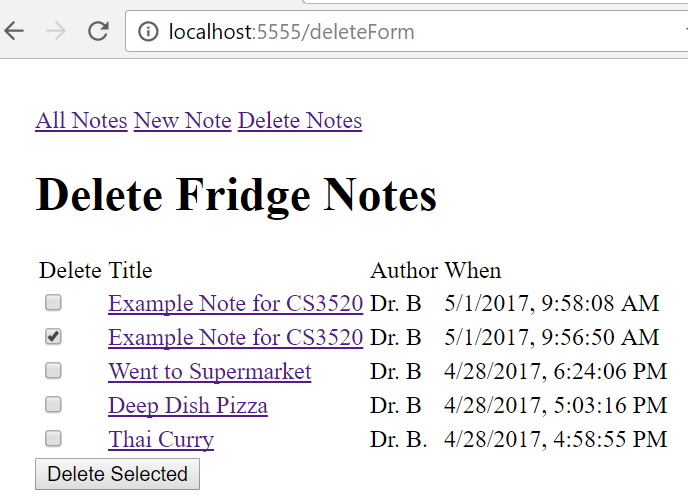 localhost:5555/deleteForm
All Notes New Note Delete Notes
Delete Fridge Notes
Delete Title Author When
Example Note for CS3520 Dr. B 5/1/2017, 9:58:08 AM
Example Note for CS3520 Dr. B 5/1/2017, 9:56:50 AM
Went to Supermarket Dr. B 4/28/2017, 6:24:06 PM
Deep Dish Pizza Dr. B 4/28/2017, 5:03:16 PM
Thai Curry Dr. B. 4/28/2017, 4:58:55 PM
Delete Selected